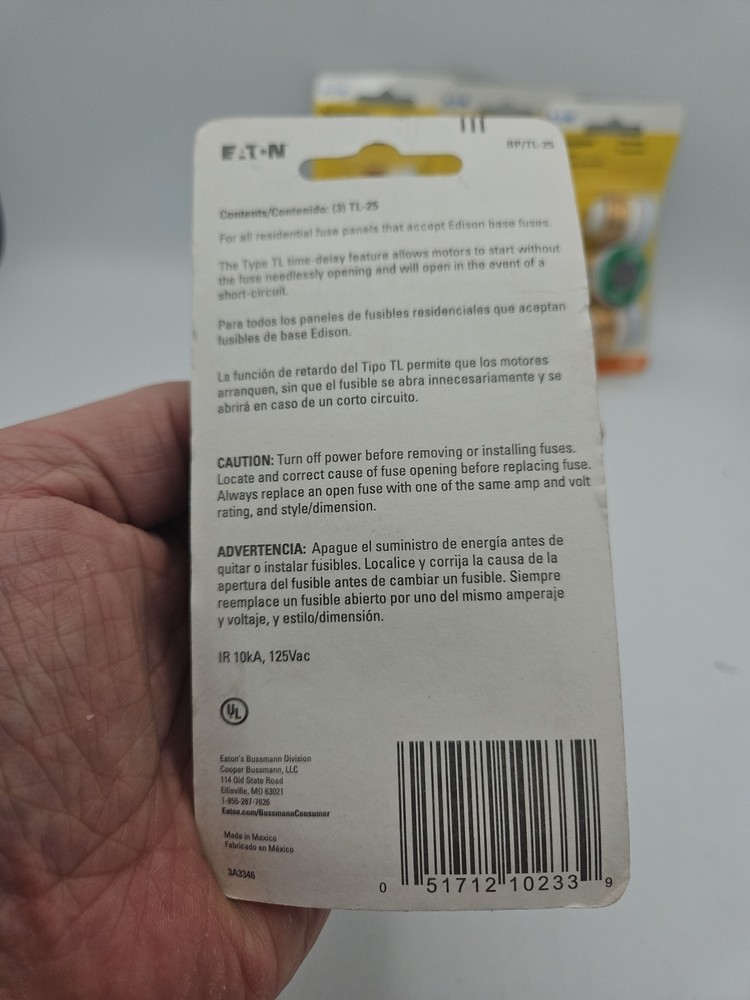 EATON
BP/TL-25
Contents/Contenido: (3) TL-25
For all residential fuse panels that accept Edison base fuses.
The Type TL time-delay feature allows motors to start without
the fuse needlessly opening and will open in the event of a
short-circuit.
Para todos los paneles de fusibles residenciales que aceptan
fusibles de base Edison.
La función de retardo del Tipo TL permite que los motores
arranquen, sin que el fusible se abra innecesariamente y se
abrirá en caso de un corto circuito.
CAUTION: Turn off power before removing or installing fuses.
Locate and correct cause of fuse opening before replacing fuse.
Always replace an open fuse with one of the same amp and volt
rating, and style/dimension.
ADVERTENCIA: Apague el suministro de energía antes de
quitar o instalar fusibles. Localice y corrija la causa de la
apertura del fusible antes de cambiar un fusible. Siempre
reemplace un fusible abierto por uno del mismo amperaje
y voltaje, y estilo/dimensión.
IR 10kA, 125Vac
UL
Eaton's Bussmann Division
Cooper Bussmann, LLC
114 Old State Road
Ellisville, MO 63021
1-855-287-7626
Eaton.com/BussmannConsumer
Made in Mexico
Fabricado en México
3A3346
0 51712 10233 9